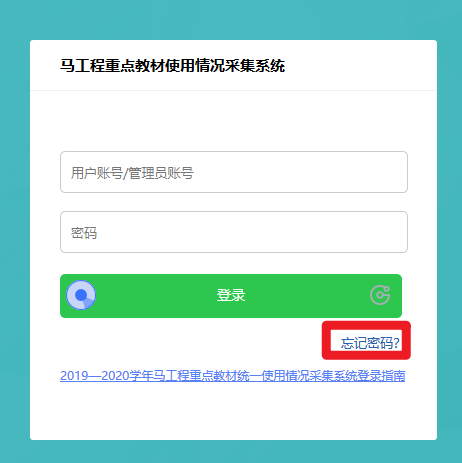 马工程重点教材使用情况采集系统
用户账号/管理员账号
密码
登录
忘记密码?
2019—2020学年马工程重点教材统一使用情况采集系统登录指南